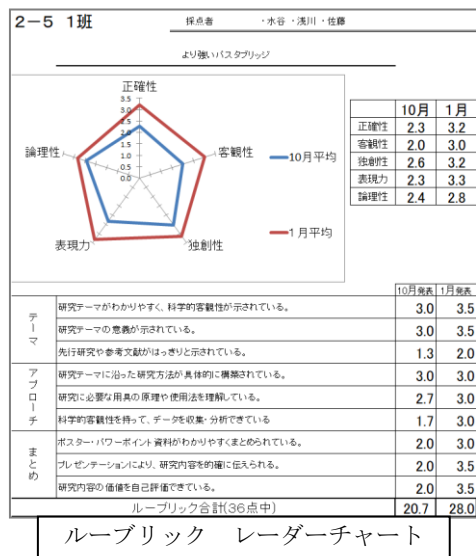 2-5 1班
採点者 ・水谷 ・浅川 ・佐藤
より強いパスタブリッジ
正確性
3.5
3.0
2.5
2.0
1.5
1.0
0.5
0.0
論理性
客観性
表現力
独創性
10月平均
1月平均
10月 1月
正確性 2.3 3.2
客観性 2.0 3.0
独創性 2.6 3.2
表現力 2.3 3.3
論理性 2.4 2.8
10月発表 1月発表
テーマ
研究テーマがわかりやすく、科学的客観性が示されている。 3.0 3.5
研究テーマの意義が示されている。 3.0 3.5
先行研究や参考文献がはっきりと示されている。 1.3 2.0
アプローチ
研究テーマに沿った研究方法が具体的に構築されている。 3.0 3.0
研究に必要な用具の原理や使用法を理解している。 2.7 3.0
科学的客観性を持って、データを収集・分析できている 1.7 3.0
まとめ
ポスター・パワーポイント資料がわかりやすくまとめられている。 2.0 3.0
プレゼンテーションにより、研究内容を的確に伝えられる。 2.0 3.5
研究内容の価値を自己評価できている。 2.0 3.5
ルーブリック合計(36点中) 20.7 28.0
ルーブリック レーダーチャート